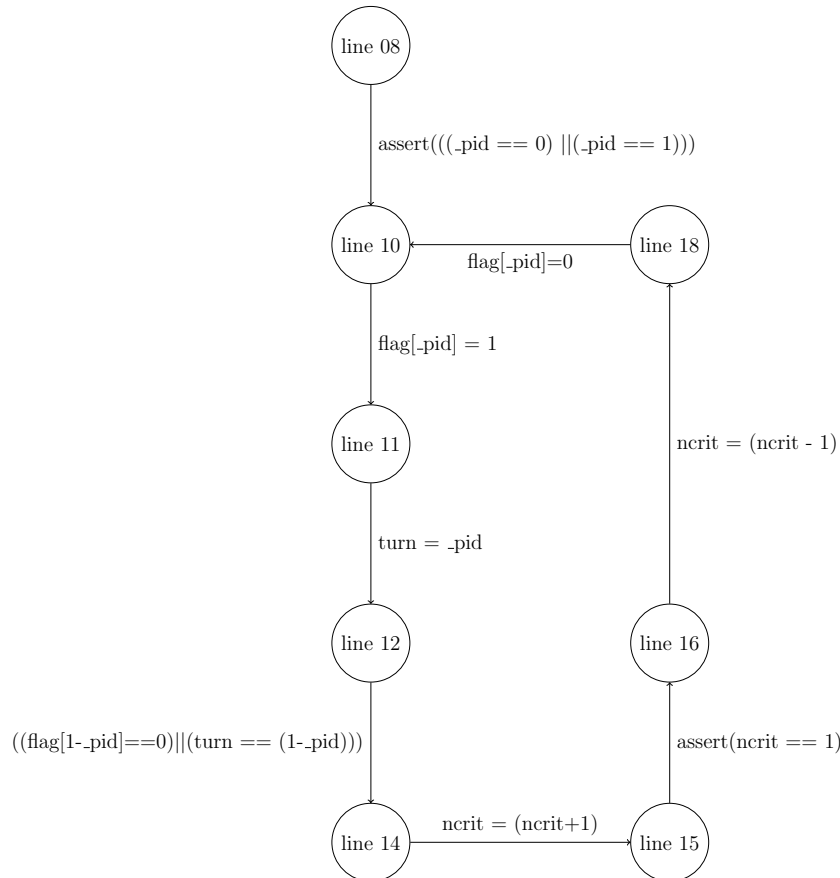 line 08
assert(((_pid == 0) ||(_pid == 1)))
line 10
line 18
flag[_pid]=0
flag[_pid] = 1
line 11
ncrit = (ncrit - 1)
turn = _pid
line 12
line 16
((flag[1-_pid]==0)||(turn == (1-_pid)))
assert(ncrit == 1)
ncrit = (ncrit+1)
line 14
line 15